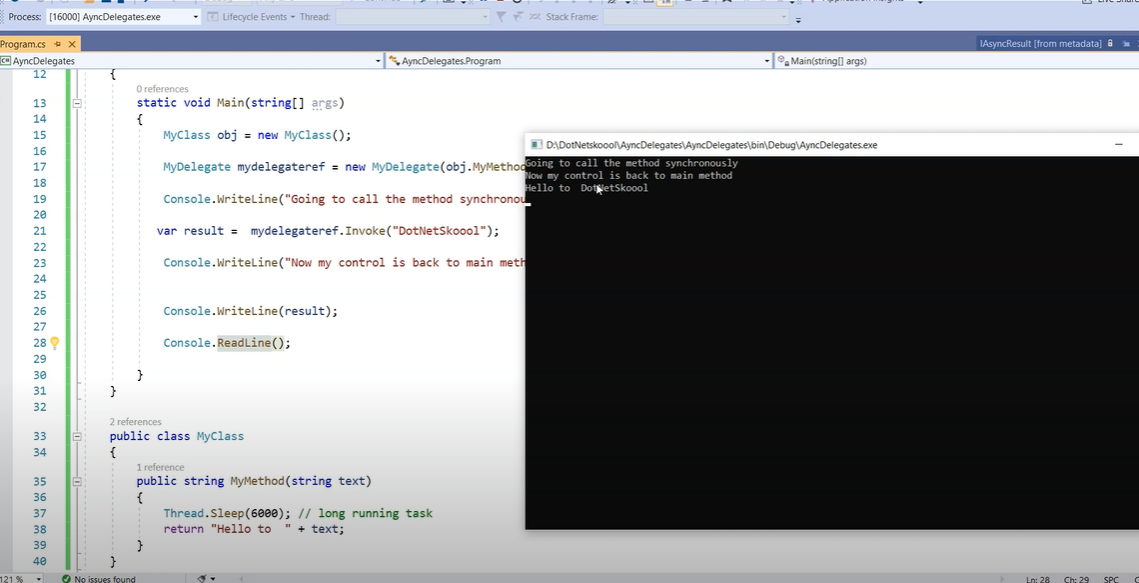 Process: [16000] AyncDelegates.exe Lifecycle Events Thread: Stack Frame:
Program.cs
IAsyncResult [from metadata]
AyncDelegates AyncDelegates.Program Main(string[] args)
12 {
0 references
13 static void Main(string[] args)
14 {
15 MyClass obj = new MyClass();
16
17 MyDelegate mydelegateref = new MyDelegate(obj.MyMethod
18
19 Console.WriteLine("Going to call the method synchronou
20
21 var result = mydelegateref.Invoke("DotNetSkoool");
22
23 Console.WriteLine("Now my control is back to main meth
24
25
26 Console.WriteLine(result);
27
28 Console.ReadLine();
29
30 }
31 }
32
2 references
33 public class MyClass
34 {
1 reference
35 public string MyMethod(string text)
36 {
37 Thread.Sleep(6000); // long running task
38 return "Hello to " + text;
39 }
40 }
D:\DotNetskoool\AyncDelegates\AyncDelegates\bin\Debug\AyncDelegates.exe
Going to call the method synchronously
Now my control is back to main method
Hello to DotNetSkoool
121 % No issues found Ln: 28 Ch: 29 SPC